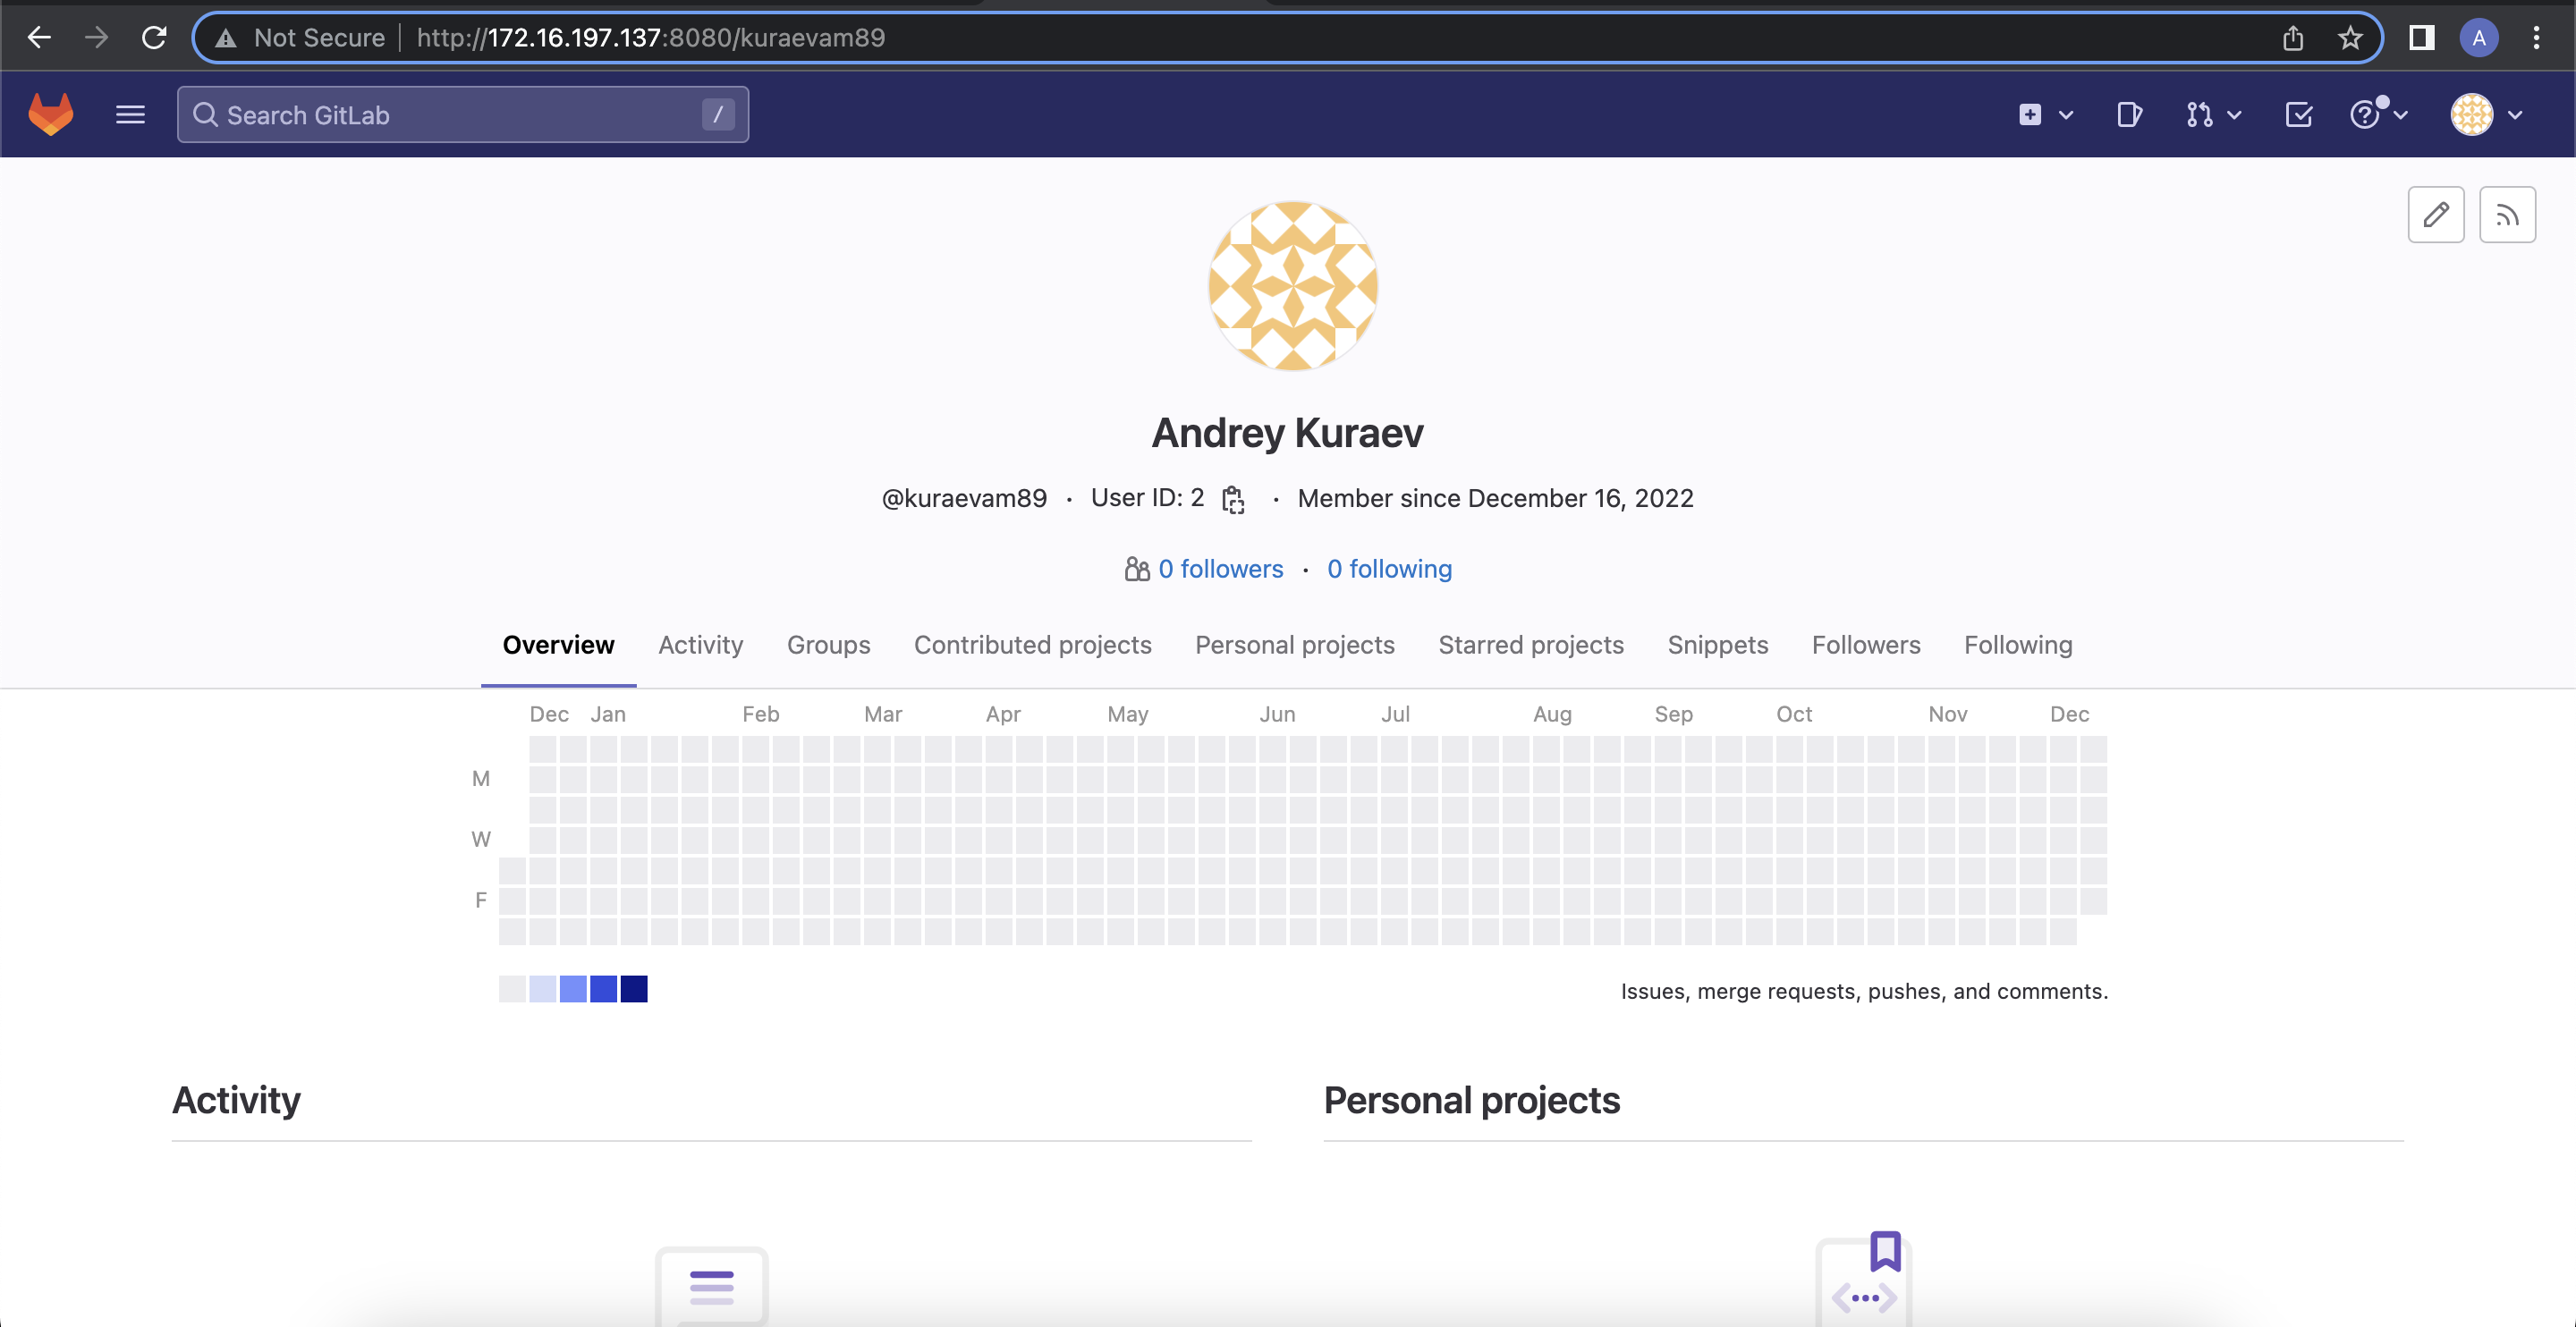 Not Secure http://172.16.197.137:8080/kuraevam89 A
Search GitLab /
Andrey Kuraev
@kuraevam89 · User ID: 2 · Member since December 16, 2022
0 followers · 0 following
Overview Activity Groups Contributed projects Personal projects Starred projects Snippets Followers Following
Dec Jan Feb Mar Apr May Jun Jul Aug Sep Oct Nov Dec
M
W
F
Issues, merge requests, pushes, and comments.
Activity Personal projects